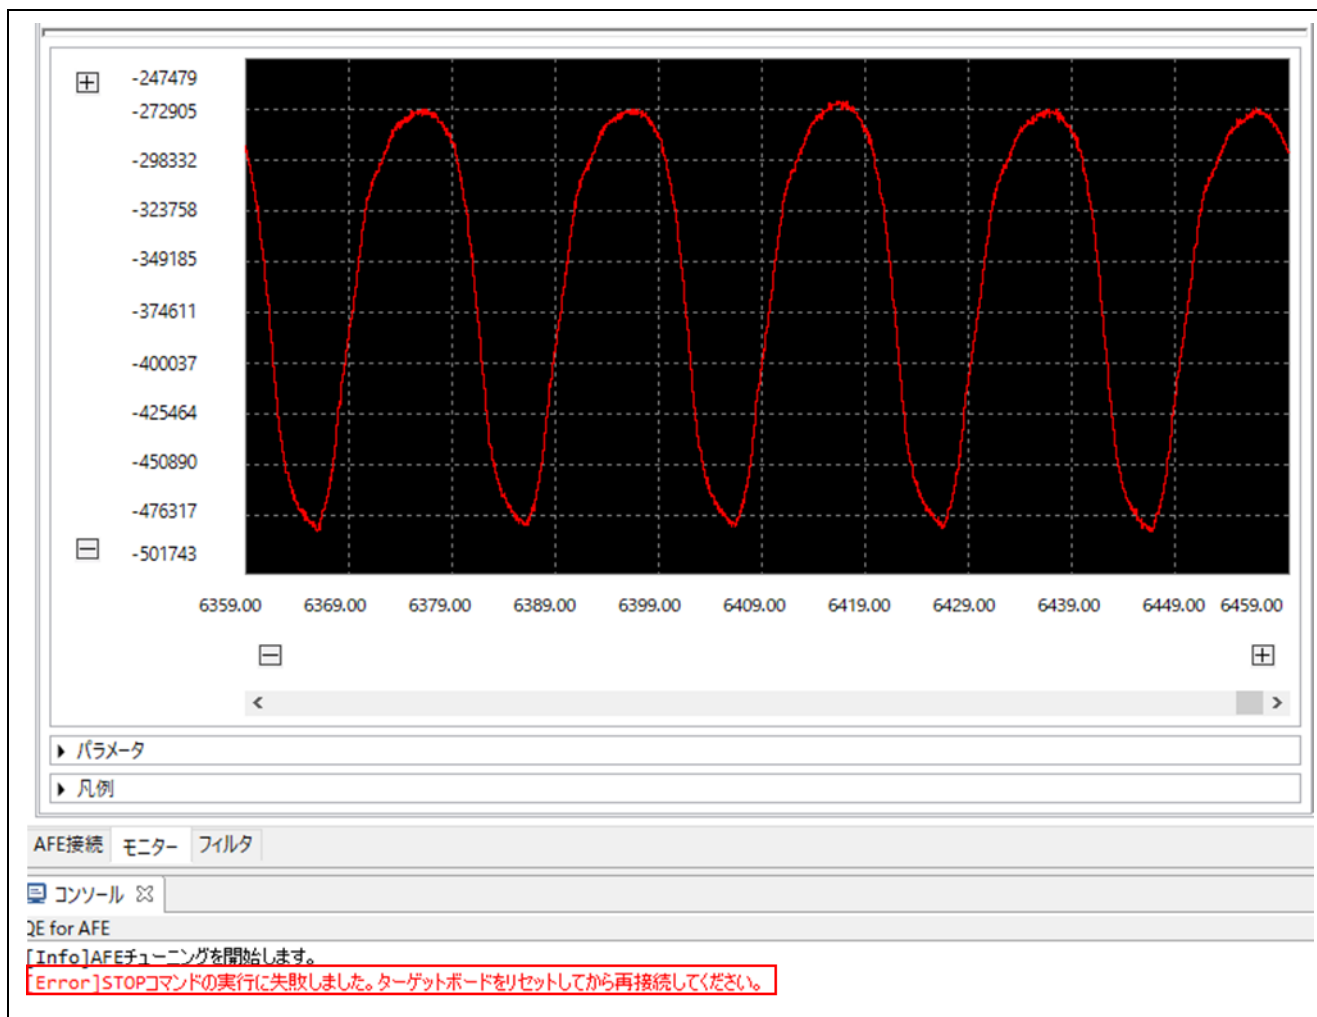 -247479
-272905
-298332
-323758
-349185
-374611
-400037
-425464
-450890
-476317
-501743
6359.00 6369.00 6379.00 6389.00 6399.00 6409.00 6419.00 6429.00 6439.00 6449.00 6459.00
パラメータ
凡例
AFE接続 モニター フィルタ
コンソール
QE for AFE
[Info]AFEチューニングを開始します。
[Error]STOPコマンドの実行に失敗しました。ターゲットボードをリセットしてから再接続してください。